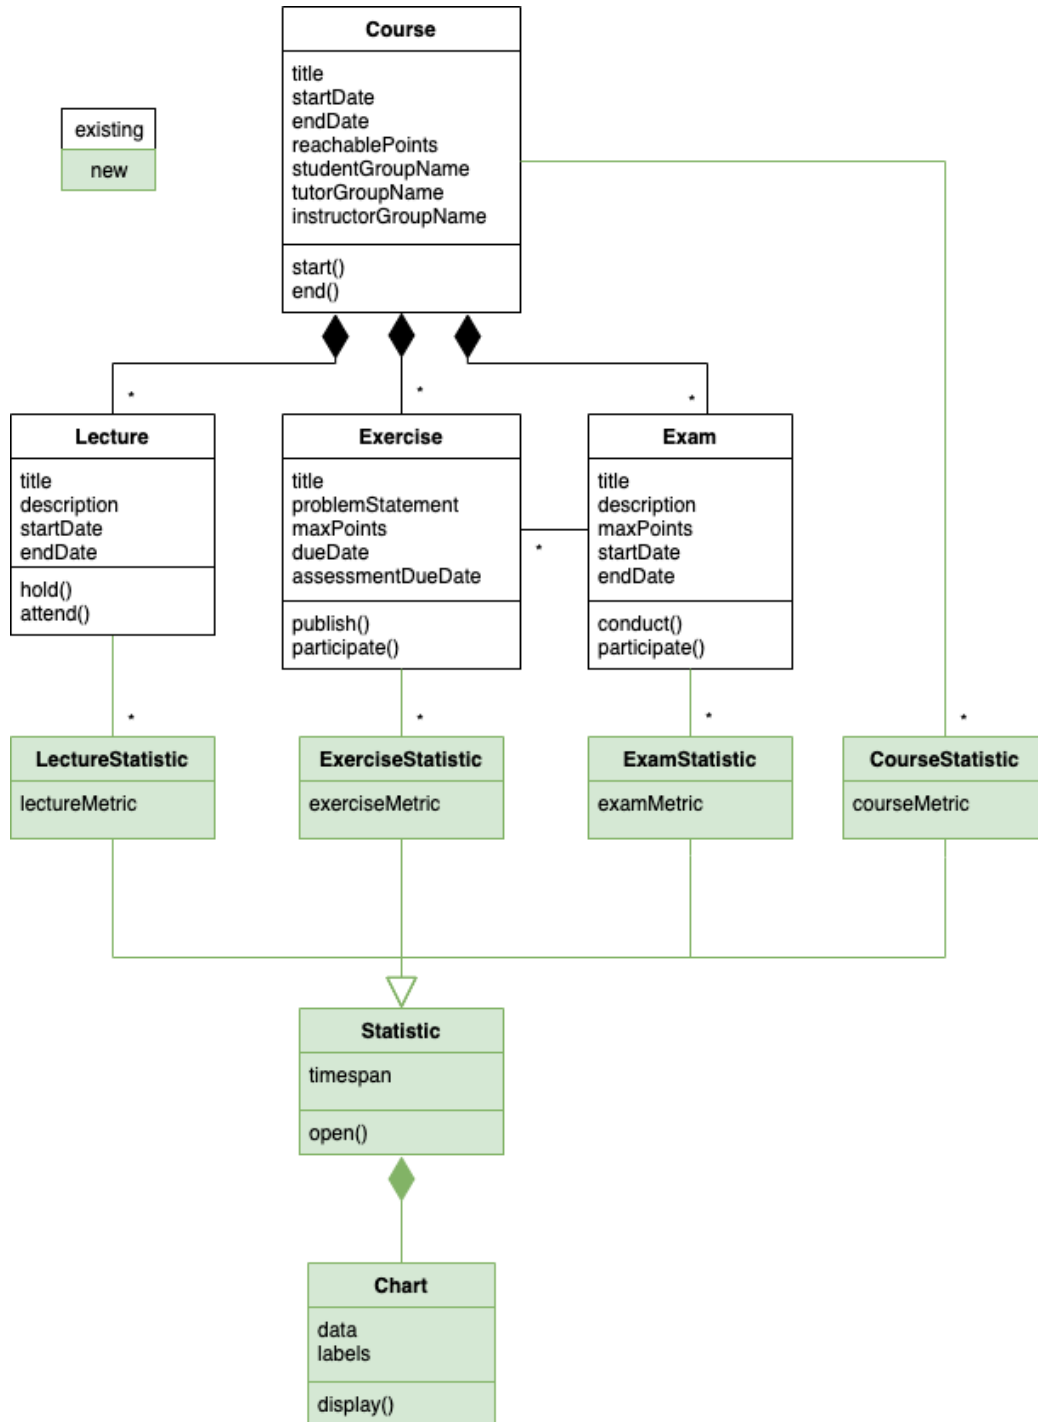 Course
title
startDate
endDate
reachablePoints
studentGroupName
tutorGroupName
instructorGroupName
start()
end()
existing
new
*
*
*
Lecture
title
description
startDate
endDate
hold()
attend()
Exercise
title
problemStatement
maxPoints
dueDate
assessmentDueDate
publish()
participate()
*
Exam
title
description
maxPoints
startDate
endDate
conduct()
participate()
*
*
*
*
LectureStatistic
lectureMetric
ExerciseStatistic
exerciseMetric
ExamStatistic
examMetric
CourseStatistic
courseMetric
Statistic
timespan
open()
Chart
data
labels
display()